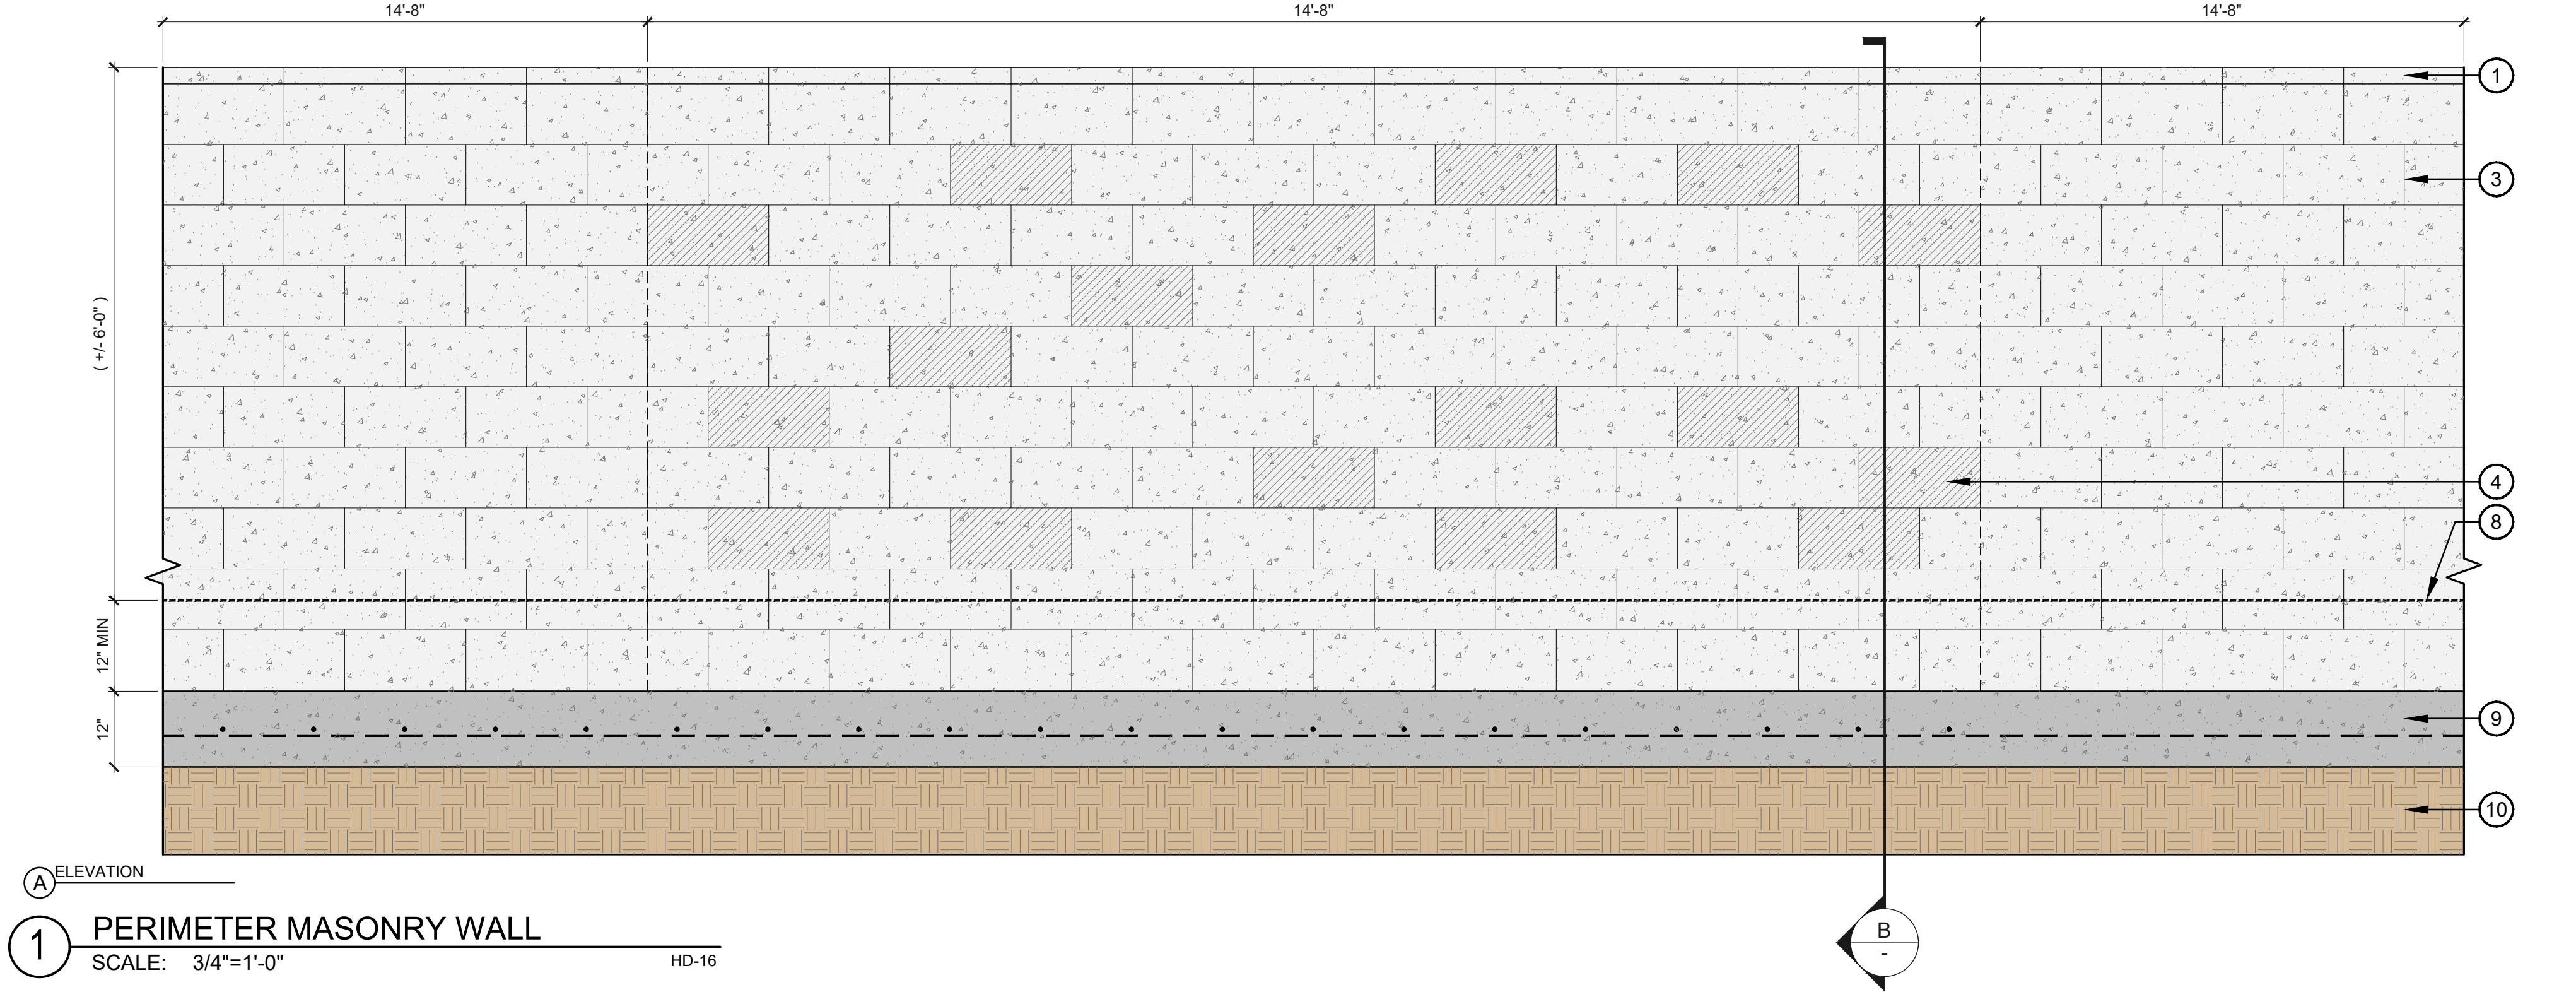 14'-8" 14'-8" 14'-8"
1
3
( +/- 6'-0" )
4
8
12" MIN
9
12"
10
A ELEVATION
1 PERIMETER MASONRY WALL
SCALE: 3/4"=1'-0" HD-16
B
-